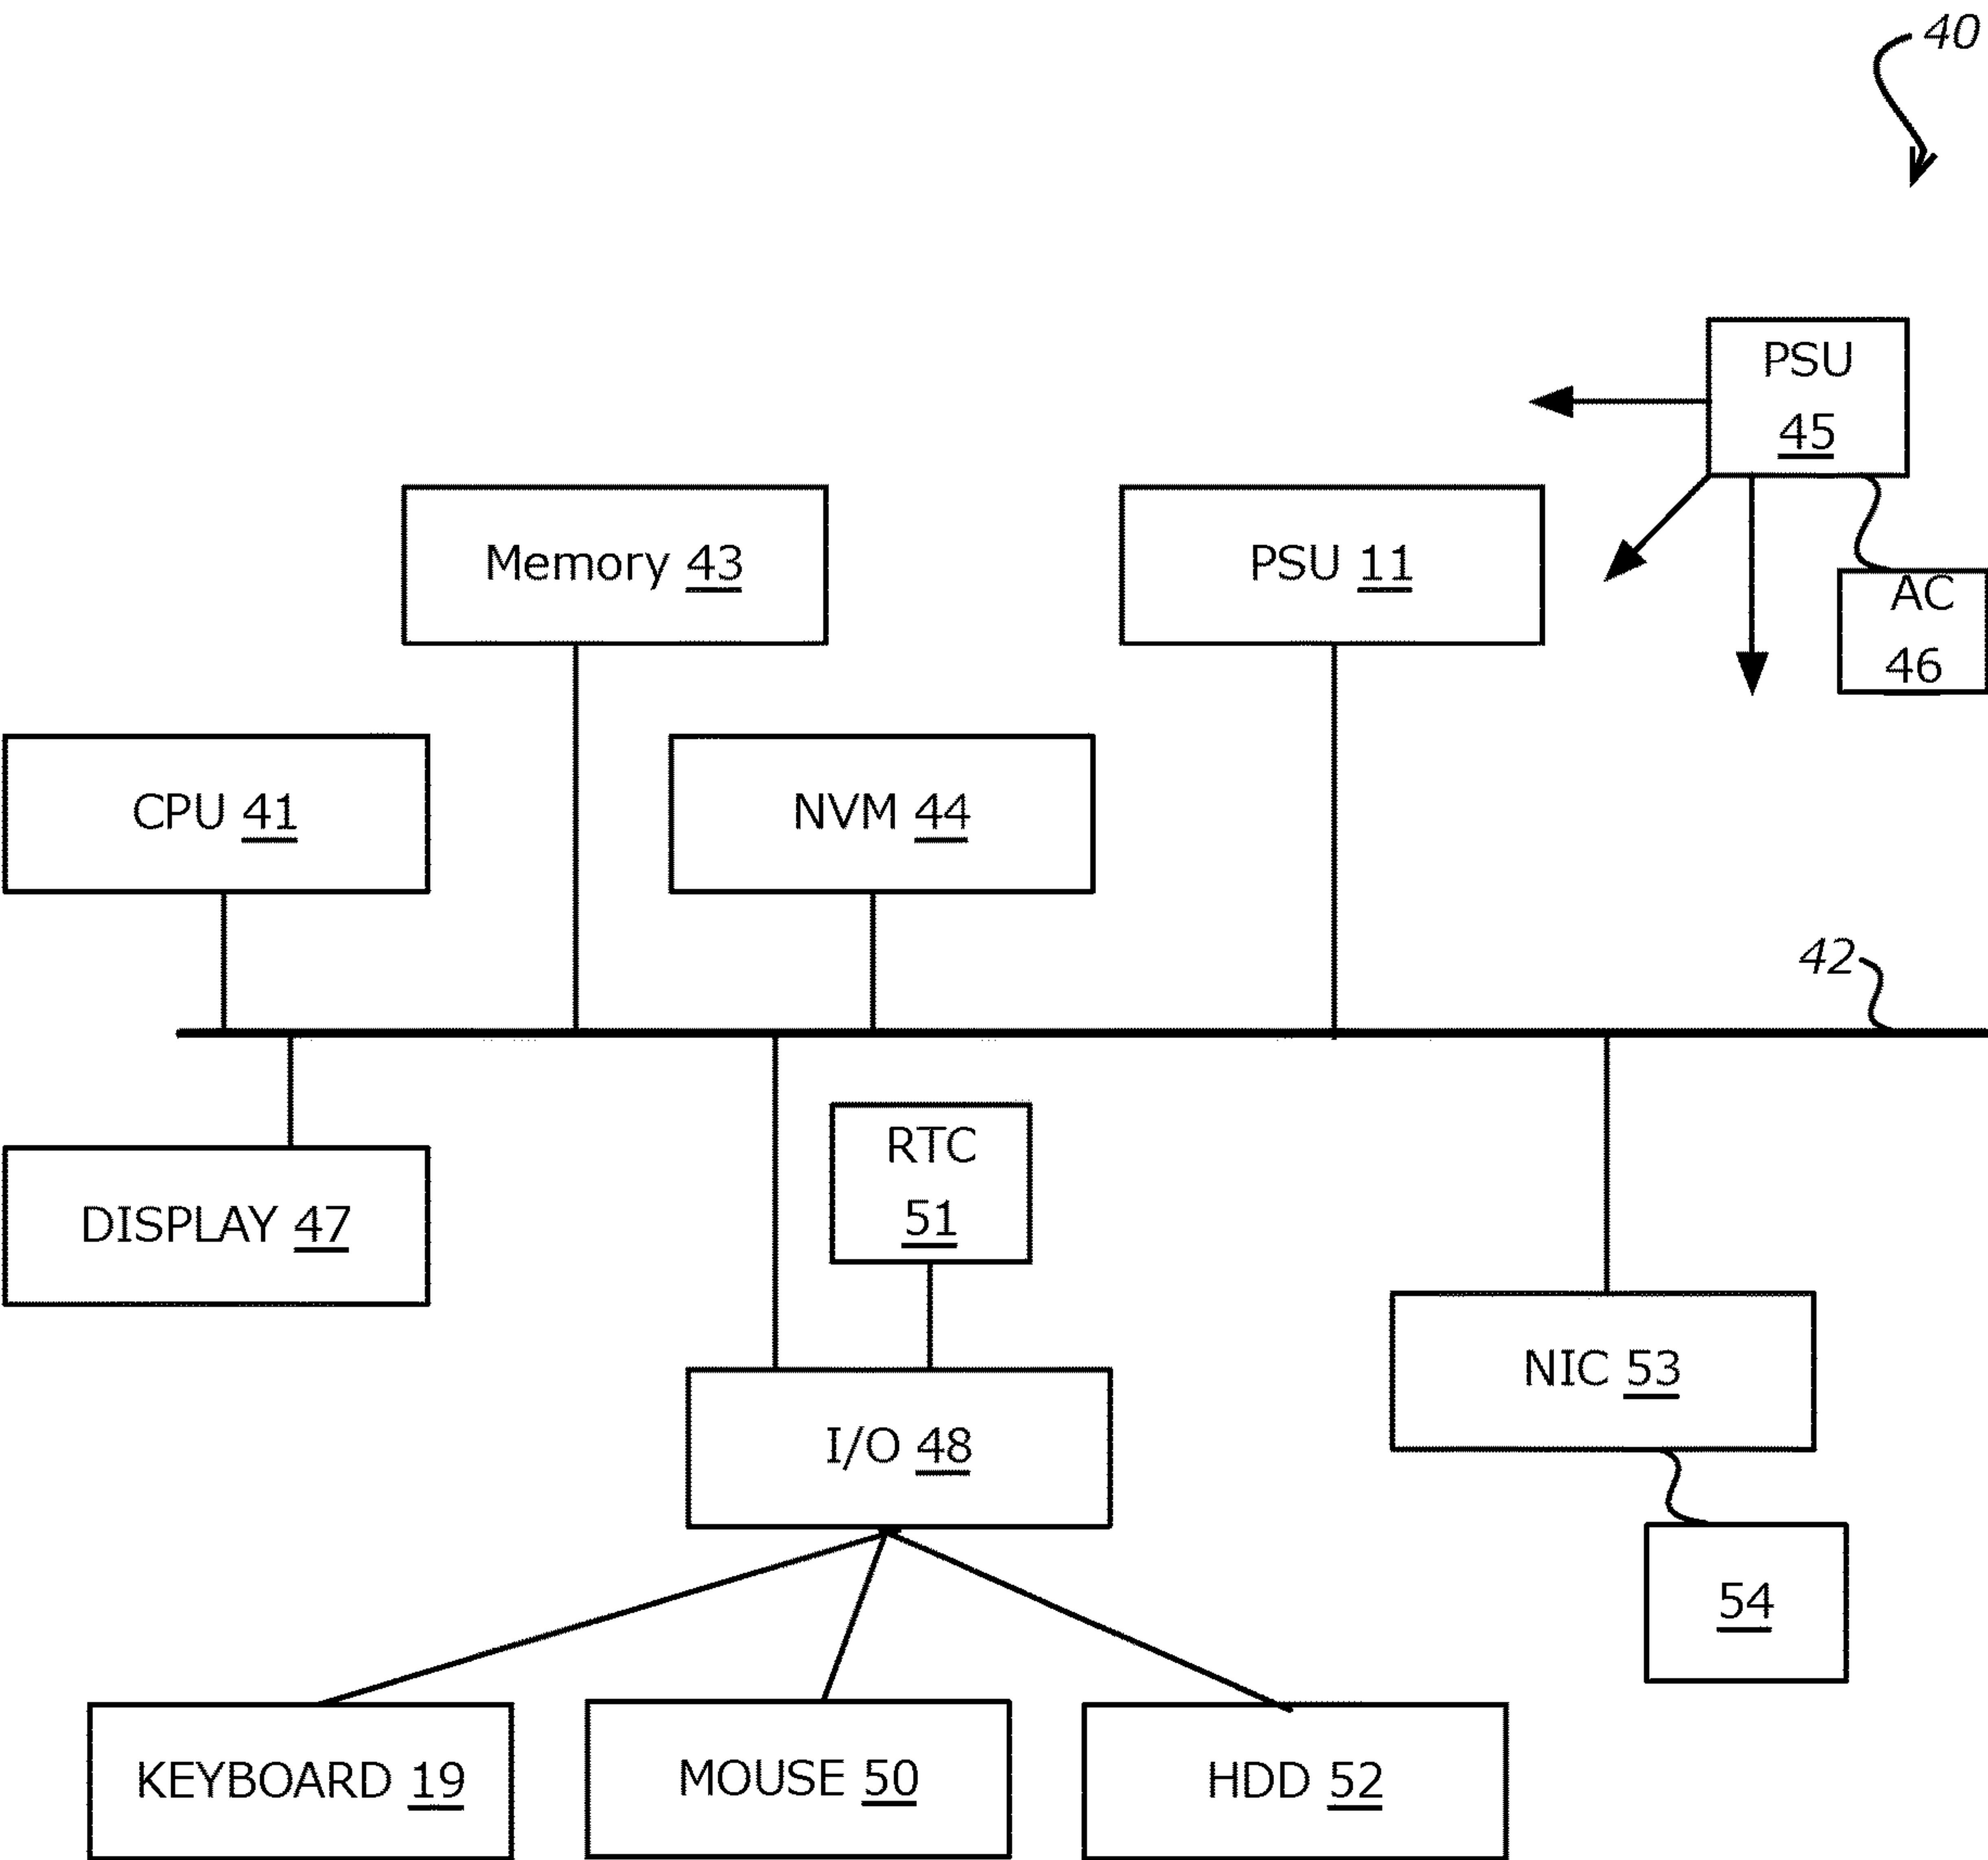 40
PSU
45
Memory 43
PSU 11
AC
46
CPU 41
NVM 44
42
RTC
51
DISPLAY 47
NIC 53
I/O 48
54
KEYBOARD 19
MOUSE 50
HDD 52